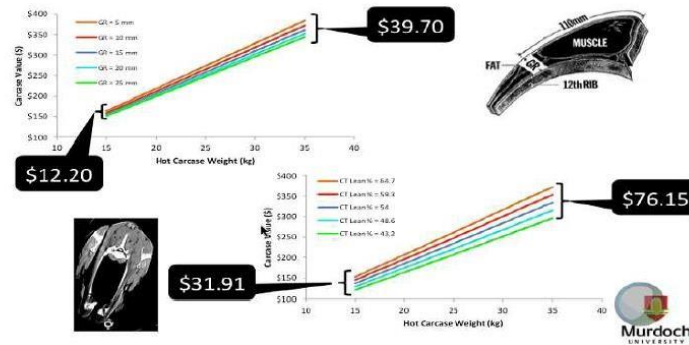 $400
$350
$300
$250
$200
$150
$100
Carcase Value ($)
GR = 5 mm
GR = 10 mm
GR = 15 mm
GR = 20 mm
GR = 25 mm
10
15
20
25
30
35
40
Hot Carcase Weight (kg)
$39.70
$12.20
110mm
MUSCLE
FAT
GR
12th RIB
$400
$350
$300
$250
$200
$150
$100
Carcase Value ($)
CT Lean% = 64.7
CT Lean% = 59.3
CT Lean% = 54
CT Lean% = 48.6
CT Lean% = 43.2
10
15
20
25
30
35
40
Hot Carcase Weight (kg)
$76.15
$31.91
Murdoch
UNIVERSITY